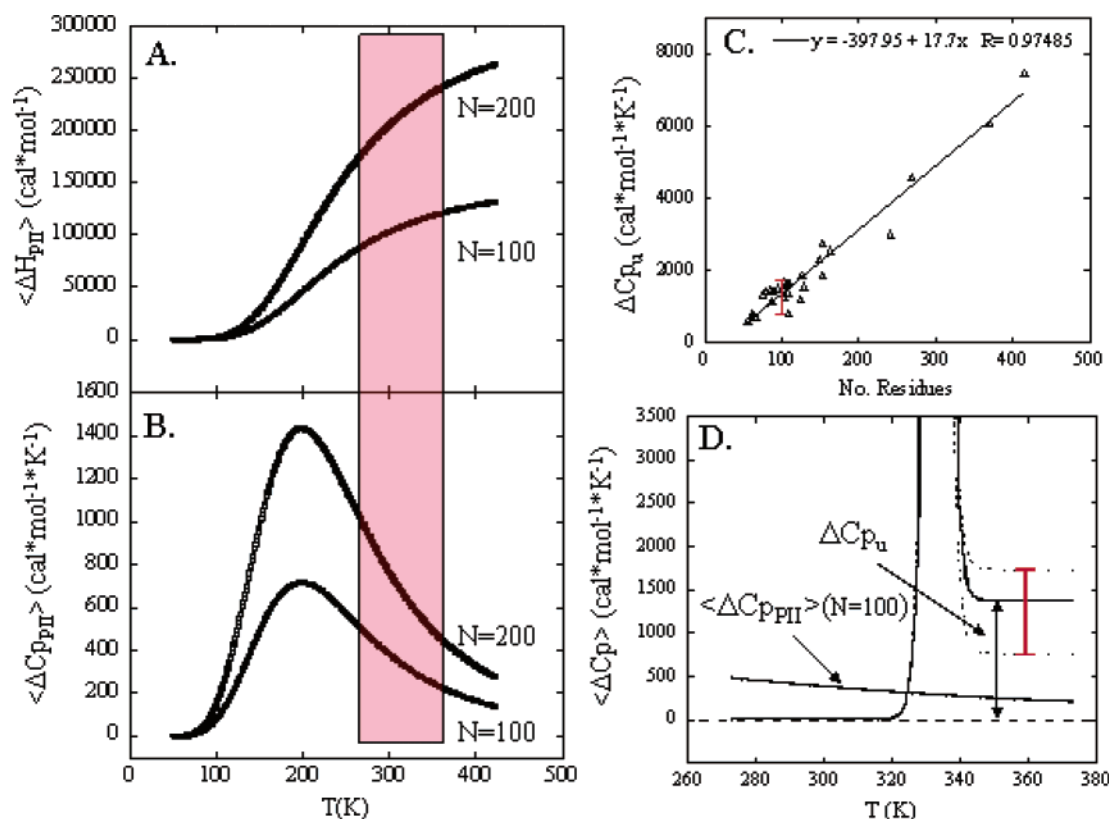 A.
<ΔH_PII> (cal*mol⁻¹)
300000
250000
200000
150000
100000
50000
0
N=200
N=100
B.
<ΔCp_PII> (cal*mol⁻¹*K⁻¹)
1600
1400
1200
1000
800
600
400
200
0
N=200
N=100
0 100 200 300 400 500
T(K)
C.
y = -397.95 + 17.7x R= 0.97485
ΔCp_u (cal*mol⁻¹*K⁻¹)
8000
6000
4000
2000
0
0 100 200 300 400 500
No. Residues
D.
<ΔCp> (cal*mol⁻¹*K⁻¹)
3500
3000
2500
2000
1500
1000
500
0
ΔCp_u
<ΔCp_PII> (N=100)
260 280 300 320 340 360 380
T (K)